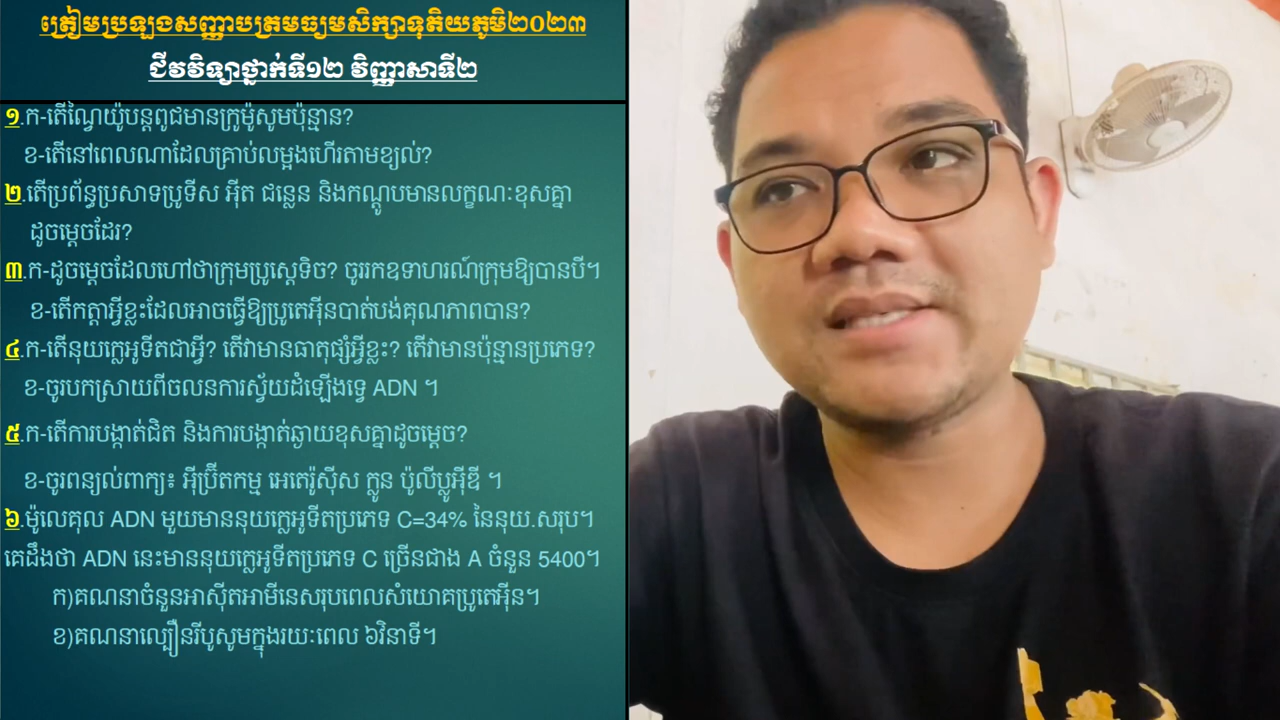 ត្រៀមប្រឡងសញ្ញាបត្រមធ្យមសិក្សាទុតិយភូមិ២០២៣
ជីវវិទ្យាថ្នាក់ទី១២ វិញ្ញាសាទី២
១.ក-តើណ្វៃយ៉ូបន្តពូជមានក្រូម៉ូសូមប៉ុន្មាន?
ខ-តើនៅពេលណាដែលគ្រាប់លម្អងហើរតាមខ្យល់?
២.តើប្រព័ន្ធប្រសាទប្រូទីស អ៊ីត ជន្លេន និងកណ្តូបមានលក្ខណៈខុសគ្នា
ដូចម្តេចដែរ?
៣.ក-ដូចម្តេចដែលហៅថាក្រុមប្រូស្តេទិច? ចូររកឧទាហរណ៍ក្រុមឱ្យបានបី។
ខ-តើកត្តាអ្វីខ្លះដែលអាចធ្វើឱ្យប្រូតេអ៊ីនបាត់បង់គុណភាពបាន?
៤.ក-តើនុយក្លេអូទីតជាអ្វី? តើវាមានធាតុផ្សំអ្វីខ្លះ? តើវាមានប៉ុន្មានប្រភេទ?
ខ-ចូរបកស្រាយពីចលនការស្វ័យដំឡើងទ្វេ ADN ។
៥.ក-តើការបង្កាត់ជិត និងការបង្កាត់ឆ្ងាយខុសគ្នាដូចម្តេច?
ខ-ចូរពន្យល់ពាក្យ៖ អ៊ីប្រ៊ីតកម្ម អេតេរ៉ូស៊ីស ក្លូន ប៉ូលីប្លូអ៊ីឌី ។
៦.ម៉ូលេគុល ADN មួយមាននុយក្លេអូទីតប្រភេទ C=34% នៃនុយ.សរុប។
គេដឹងថា ADN នេះមាននុយក្លេអូទីតប្រភេទ C ច្រើនជាង A ចំនួន 5400។
ក)គណនាចំនួនអាស៊ីតអាមីនេសរុបពេលសំយោគប្រូតេអ៊ីន។
ខ)គណនាល្បឿនរីបូសូមក្នុងរយៈពេល ៦វិនាទី។